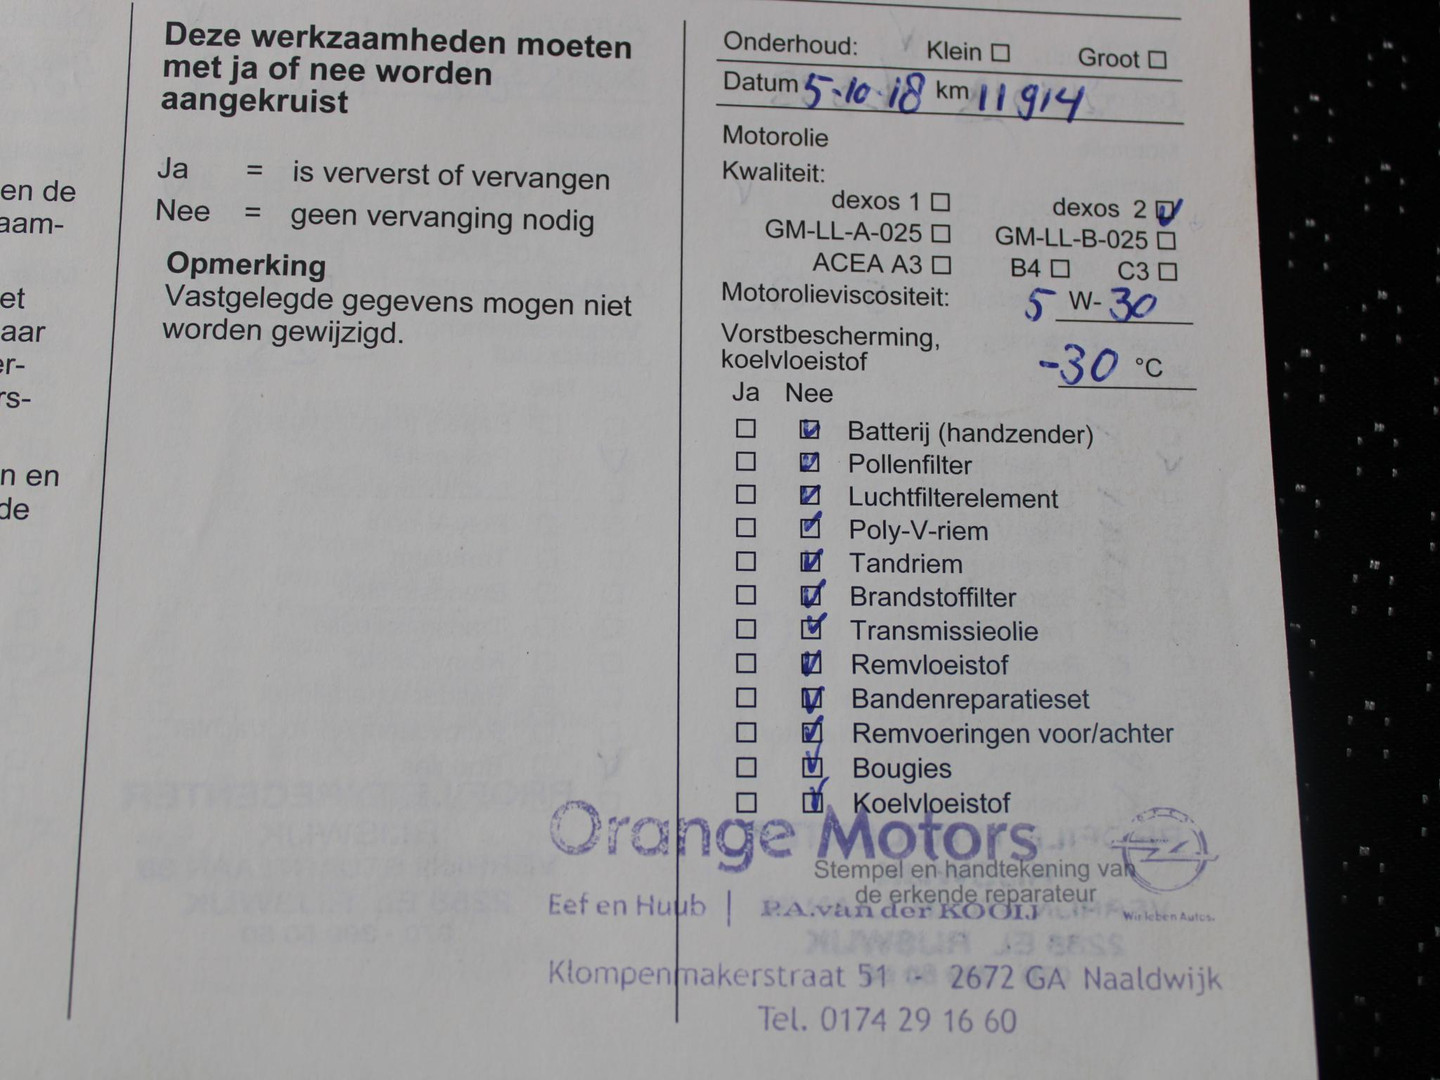 en de
aam-
et
aar
er-
rs-
n en
de
Deze werkzaamheden moeten
met ja of nee worden
aangekruist
Ja = is ververst of vervangen
Nee = geen vervanging nodig
Opmerking
Vastgelegde gegevens mogen niet
worden gewijzigd.
Onderhoud: Klein ☐ Groot ☐
Datum 5-10-18 km 11914
Motorolie
Kwaliteit:
dexos 1 ☐ dexos 2 ☑
GM-LL-A-025 ☐ GM-LL-B-025 ☐
ACEA A3 ☐ B4 ☐ C3 ☐
Motorolieviscositeit: 5 W-30
Vorstbescherming,
koelvloeistof -30 °C
Ja Nee
☐ ☑ Batterij (handzender)
☐ ☑ Pollenfilter
☐ ☑ Luchtfilterelement
☐ ☑ Poly-V-riem
☐ ☑ Tandriem
☐ ☑ Brandstoffilter
☐ ☑ Transmissieolie
☐ ☑ Remvloeistof
☐ ☑ Bandenreparatieset
☐ ☑ Remvoeringen voor/achter
☐ ☑ Bougies
☐ ☑ Koelvloeistof
Orange Motors
Stempel en handtekening van
de erkende reparateur
Eef en Huub | P.A. van der KOOIJ
Wir leben Autos.
Klompenmakerstraat 51 - 2672 GA Naaldwijk
Tel. 0174 29 16 60